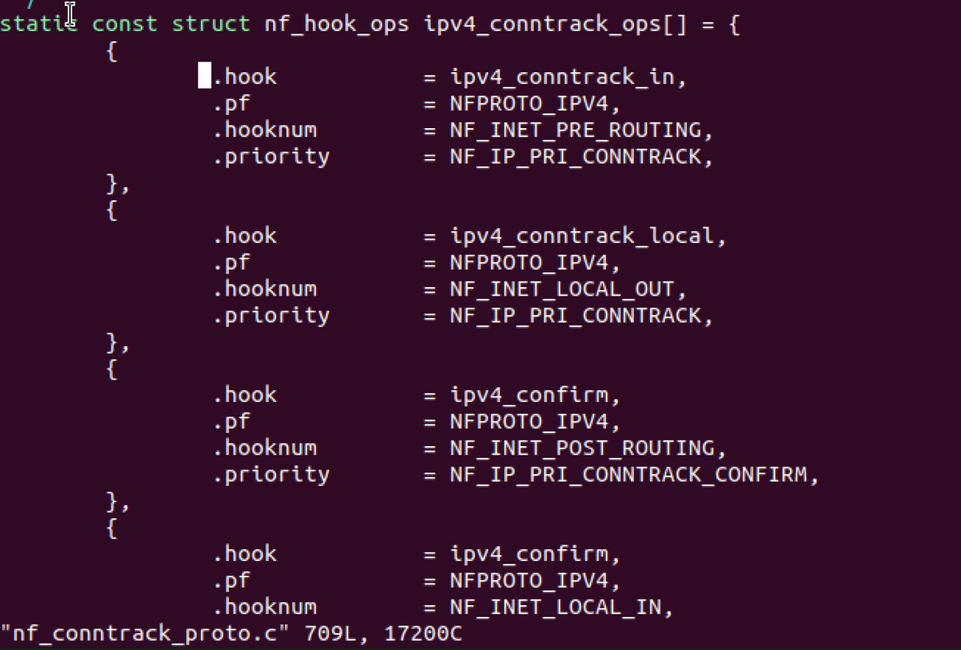 static const struct nf_hook_ops ipv4_conntrack_ops[] = {
        {
                .hook           = ipv4_conntrack_in,
                .pf             = NFPROTO_IPV4,
                .hooknum        = NF_INET_PRE_ROUTING,
                .priority       = NF_IP_PRI_CONNTRACK,
        },
        {
                .hook           = ipv4_conntrack_local,
                .pf             = NFPROTO_IPV4,
                .hooknum        = NF_INET_LOCAL_OUT,
                .priority       = NF_IP_PRI_CONNTRACK,
        },
        {
                .hook           = ipv4_confirm,
                .pf             = NFPROTO_IPV4,
                .hooknum        = NF_INET_POST_ROUTING,
                .priority       = NF_IP_PRI_CONNTRACK_CONFIRM,
        },
        {
                .hook           = ipv4_confirm,
                .pf             = NFPROTO_IPV4,
                .hooknum        = NF_INET_LOCAL_IN,
"nf_conntrack_proto.c" 709L, 17200C